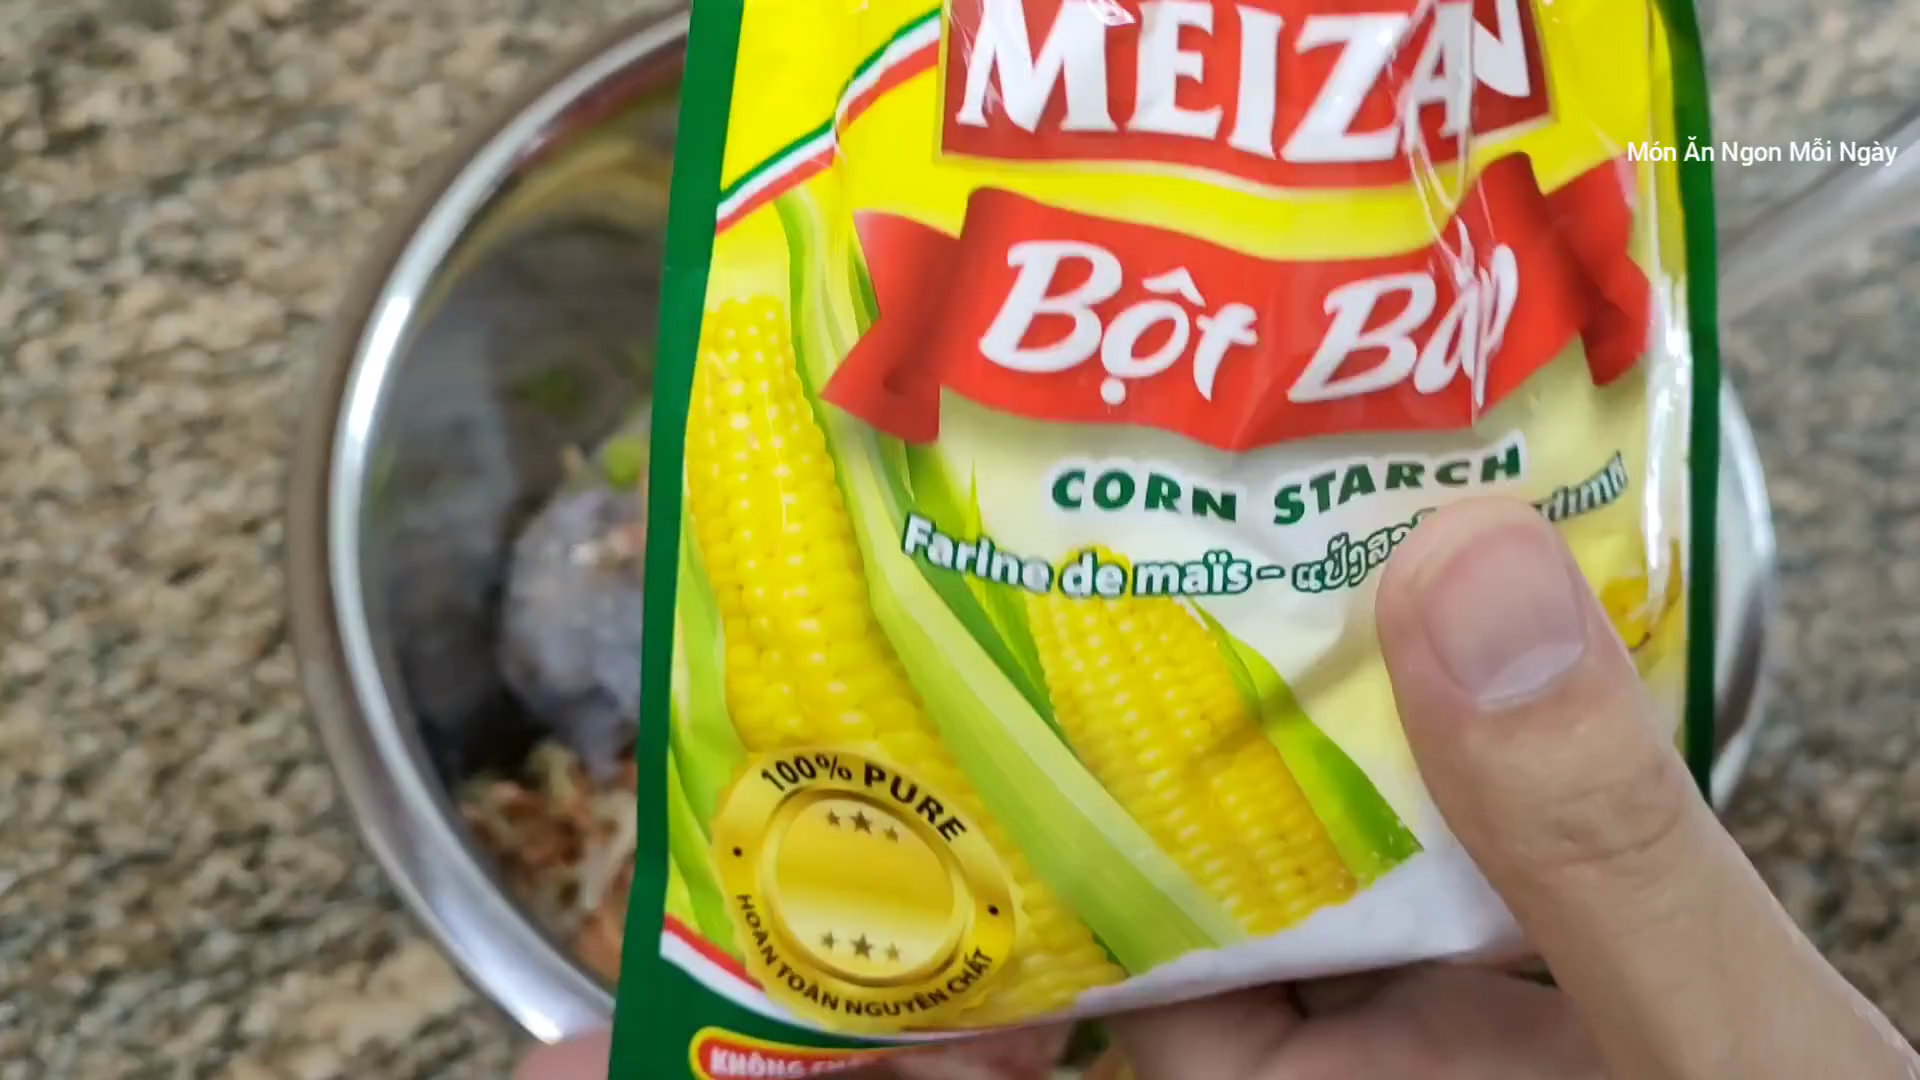 MEIZAN
Món Ăn Ngon Mỗi Ngày
Bột Bắp
CORN STARCH
Farine de maïs -
100% PURE
HOÀN TOÀN NGUYÊN CHẤT
KHÔNG